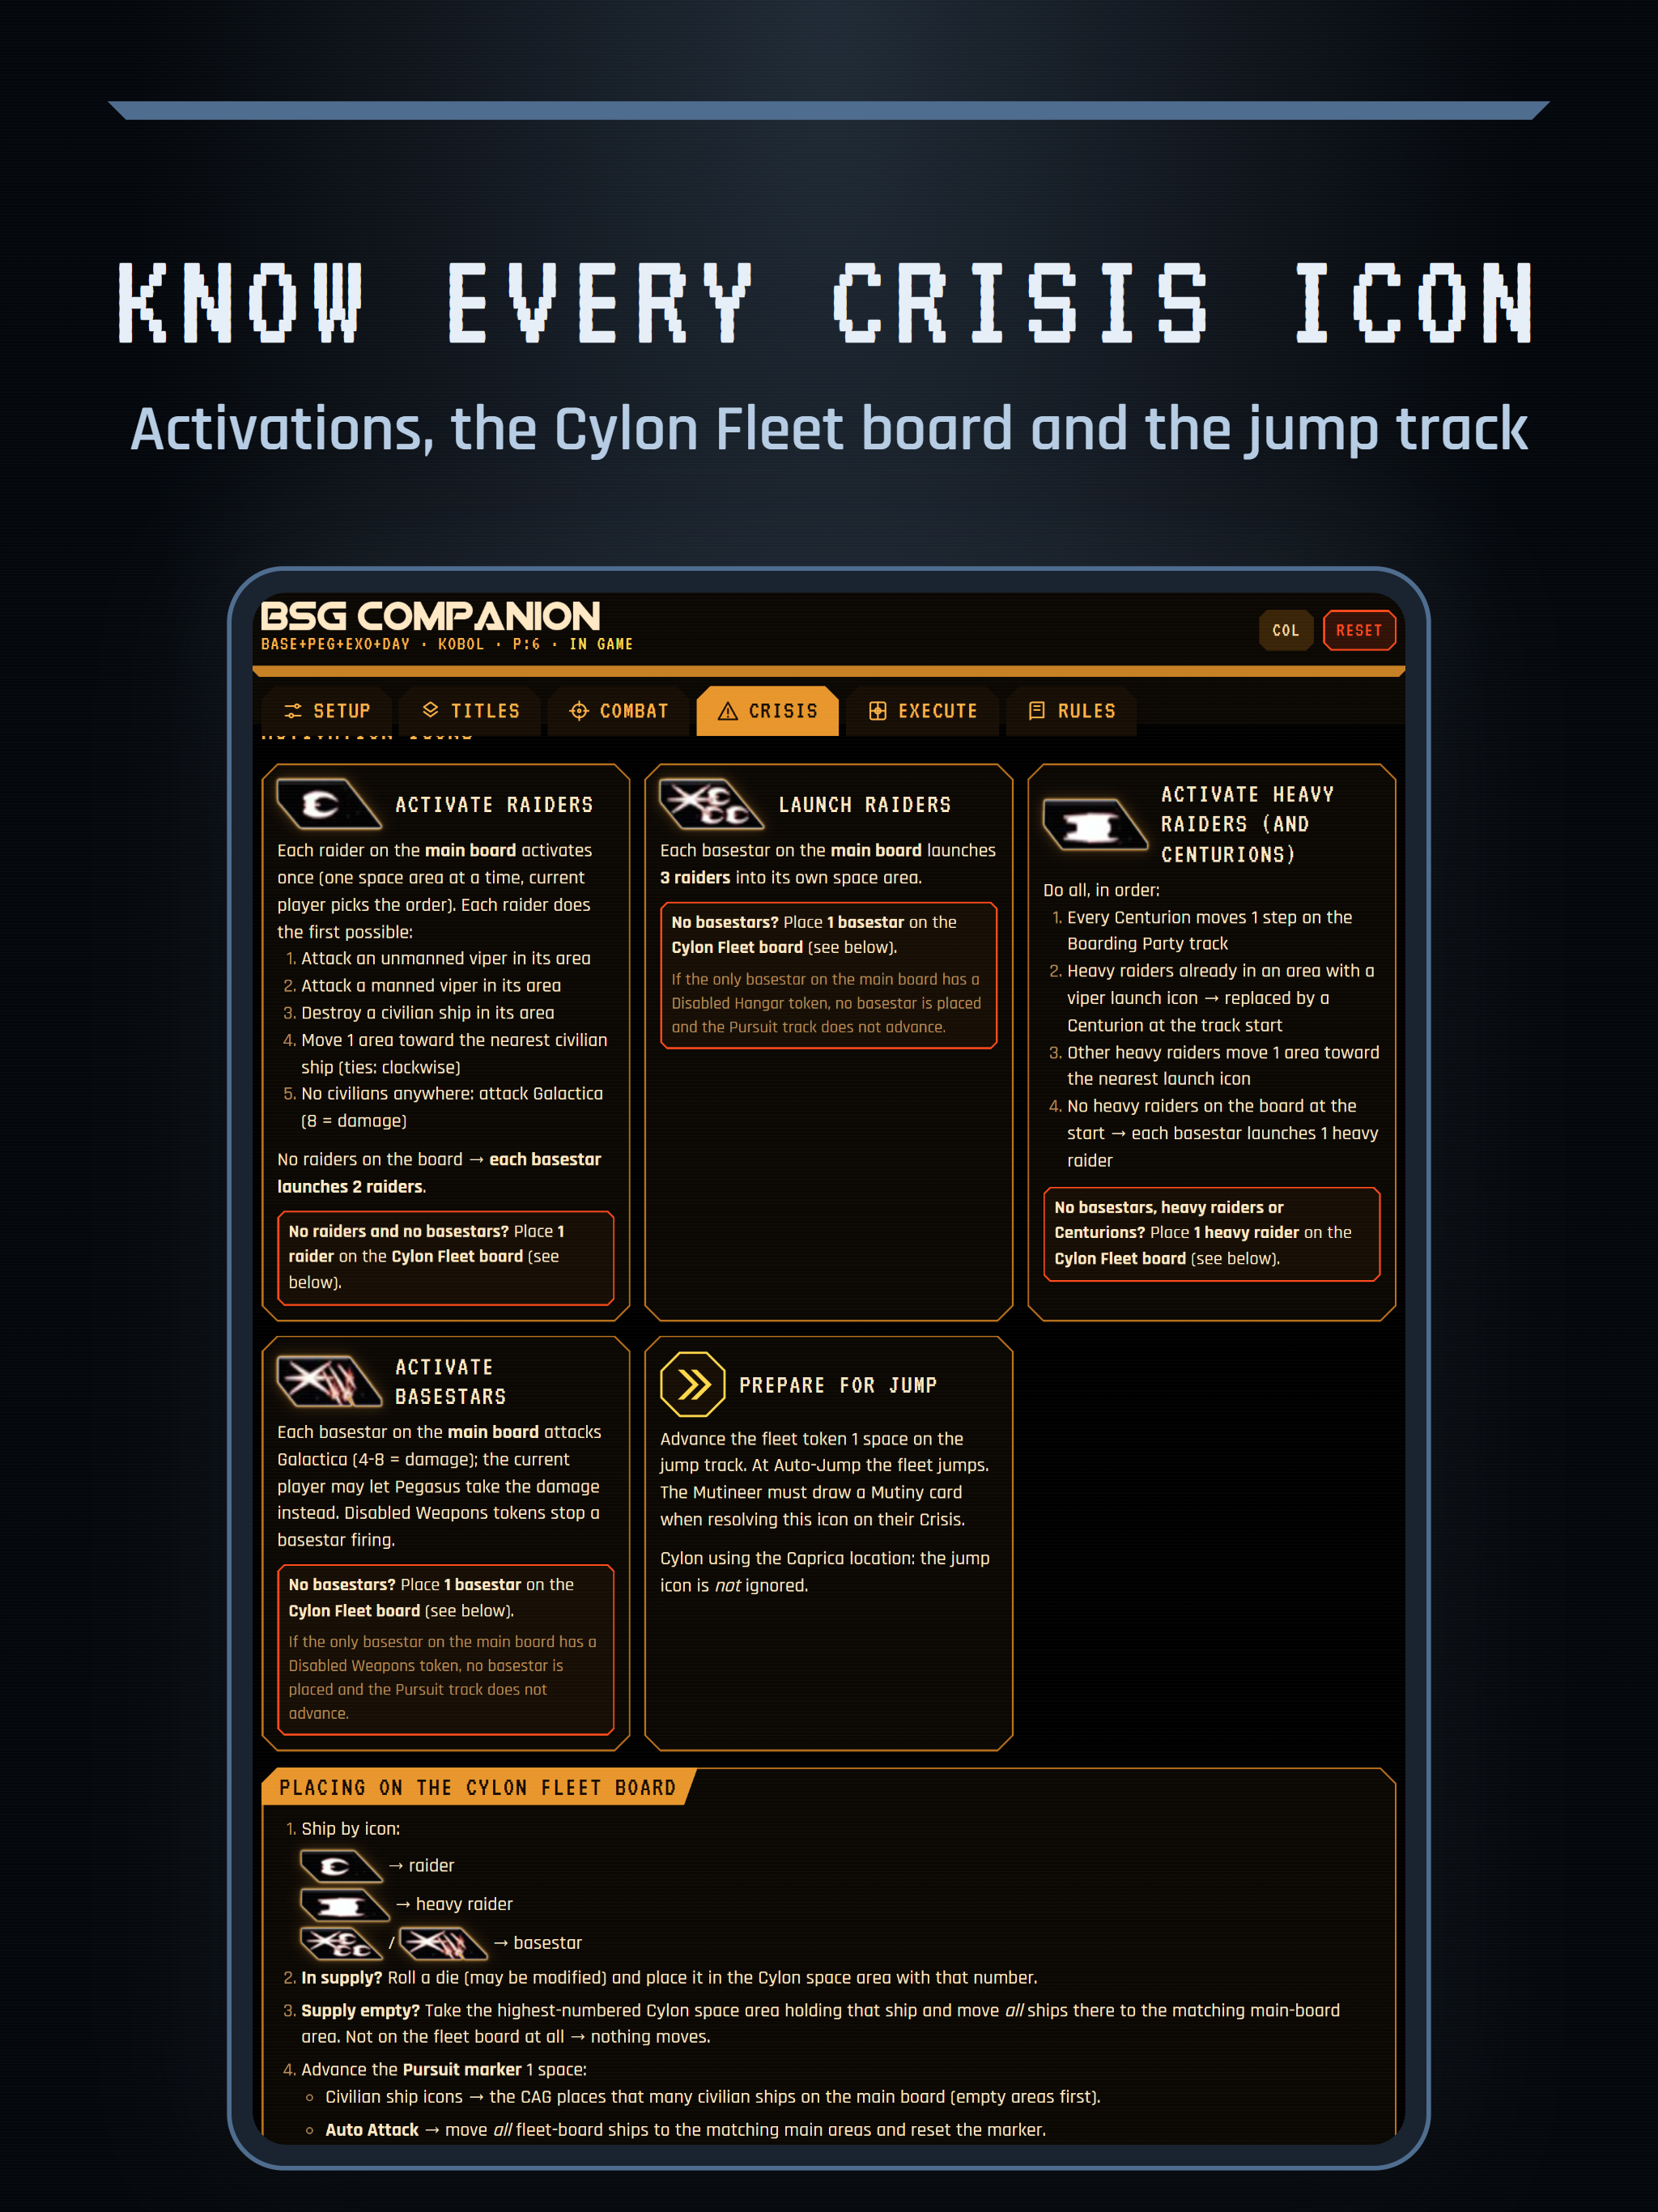 KNOW EVERY CRISIS ICON
Activations, the Cylon Fleet board and the jump track
BSG COMPANION
BASE+PEG+EXO+DAY · KOBOL · P:6 · IN GAME
COL
RESET
SETUP
TITLES
COMBAT
CRISIS
EXECUTE
RULES
ACTIVATE RAIDERS
Each raider on the main board activates
once (one space area at a time, current
player picks the order). Each raider does
the first possible:
1. Attack an unmanned viper in its area
2. Attack a manned viper in its area
3. Destroy a civilian ship in its area
4. Move 1 area toward the nearest civilian
ship (ties: clockwise)
5. No civilians anywhere: attack Galactica
(8 = damage)
No raiders on the board → each basestar
launches 2 raiders.
No raiders and no basestars? Place 1
raider on the Cylon Fleet board (see
below).
LAUNCH RAIDERS
Each basestar on the main board launches
3 raiders into its own space area.
No basestars? Place 1 basestar on the
Cylon Fleet board (see below).
If the only basestar on the main board has a
Disabled Hangar token, no basestar is placed
and the Pursuit track does not advance.
ACTIVATE HEAVY
RAIDERS (AND
CENTURIONS)
Do all, in order:
1. Every Centurion moves 1 step on the
Boarding Party track
2. Heavy raiders already in an area with a
viper launch icon → replaced by a
Centurion at the track start
3. Other heavy raiders move 1 area toward
the nearest launch icon
4. No heavy raiders on the board at the
start → each basestar launches 1 heavy
raider
No basestars, heavy raiders or
Centurions? Place 1 heavy raider on the
Cylon Fleet board (see below).
ACTIVATE
BASESTARS
Each basestar on the main board attacks
Galactica (4-8 = damage); the current
player may let Pegasus take the damage
instead. Disabled Weapons tokens stop a
basestar firing.
No basestars? Place 1 basestar on the
Cylon Fleet board (see below).
If the only basestar on the main board has a
Disabled Weapons token, no basestar is
placed and the Pursuit track does not
advance.
PREPARE FOR JUMP
Advance the fleet token 1 space on the
jump track. At Auto-Jump the fleet jumps.
The Mutineer must draw a Mutiny card
when resolving this icon on their Crisis.
Cylon using the Caprica location: the jump
icon is not ignored.
PLACING ON THE CYLON FLEET BOARD
1. Ship by icon:
→ raider
→ heavy raider
/ → basestar
2. In supply? Roll a die (may be modified) and place it in the Cylon space area with that number.
3. Supply empty? Take the highest-numbered Cylon space area holding that ship and move all ships there to the matching main-board
area. Not on the fleet board at all → nothing moves.
4. Advance the Pursuit marker 1 space:
Civilian ship icons → the CAG places that many civilian ships on the main board (empty areas first).
Auto Attack → move all fleet-board ships to the matching main areas and reset the marker.